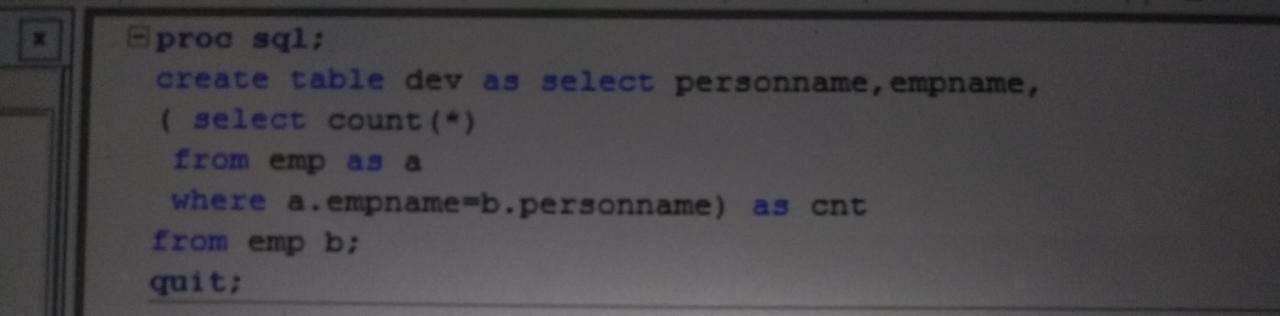 proc sql;
create table dev as select personname,empname,
( select count(*)
from emp as a
where a.empname=b.personname) as cnt
from emp b;
quit;